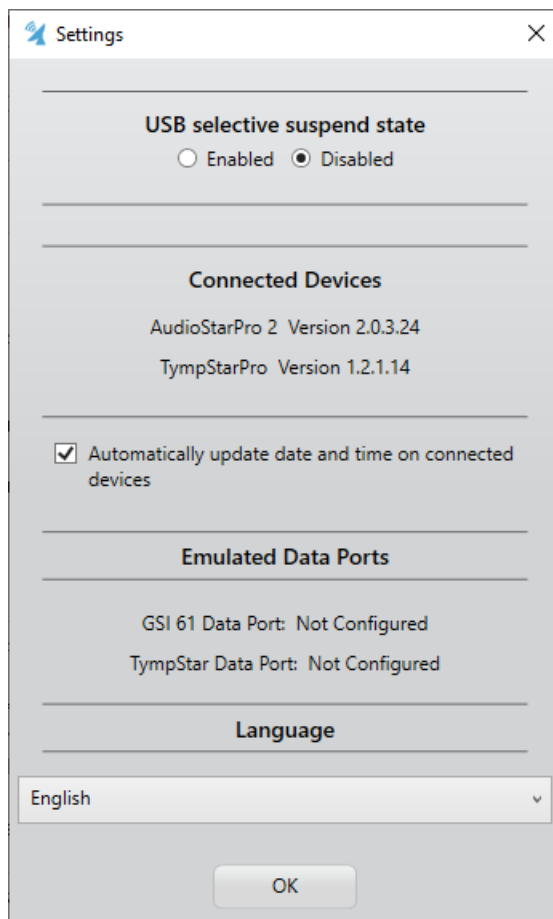 Settings
USB selective suspend state
Enabled Disabled
Connected Devices
AudioStarPro 2 Version 2.0.3.24
TympStarPro Version 1.2.1.14
Automatically update date and time on connected
devices
Emulated Data Ports
GSI 61 Data Port: Not Configured
TympStar Data Port: Not Configured
Language
English
OK